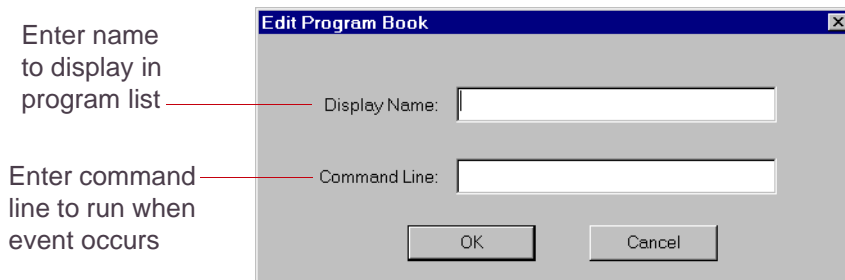 Edit Program Book
Enter name
to display in
program list
Display Name:
Enter command
line to run when
event occurs
Command Line:
OK
Cancel